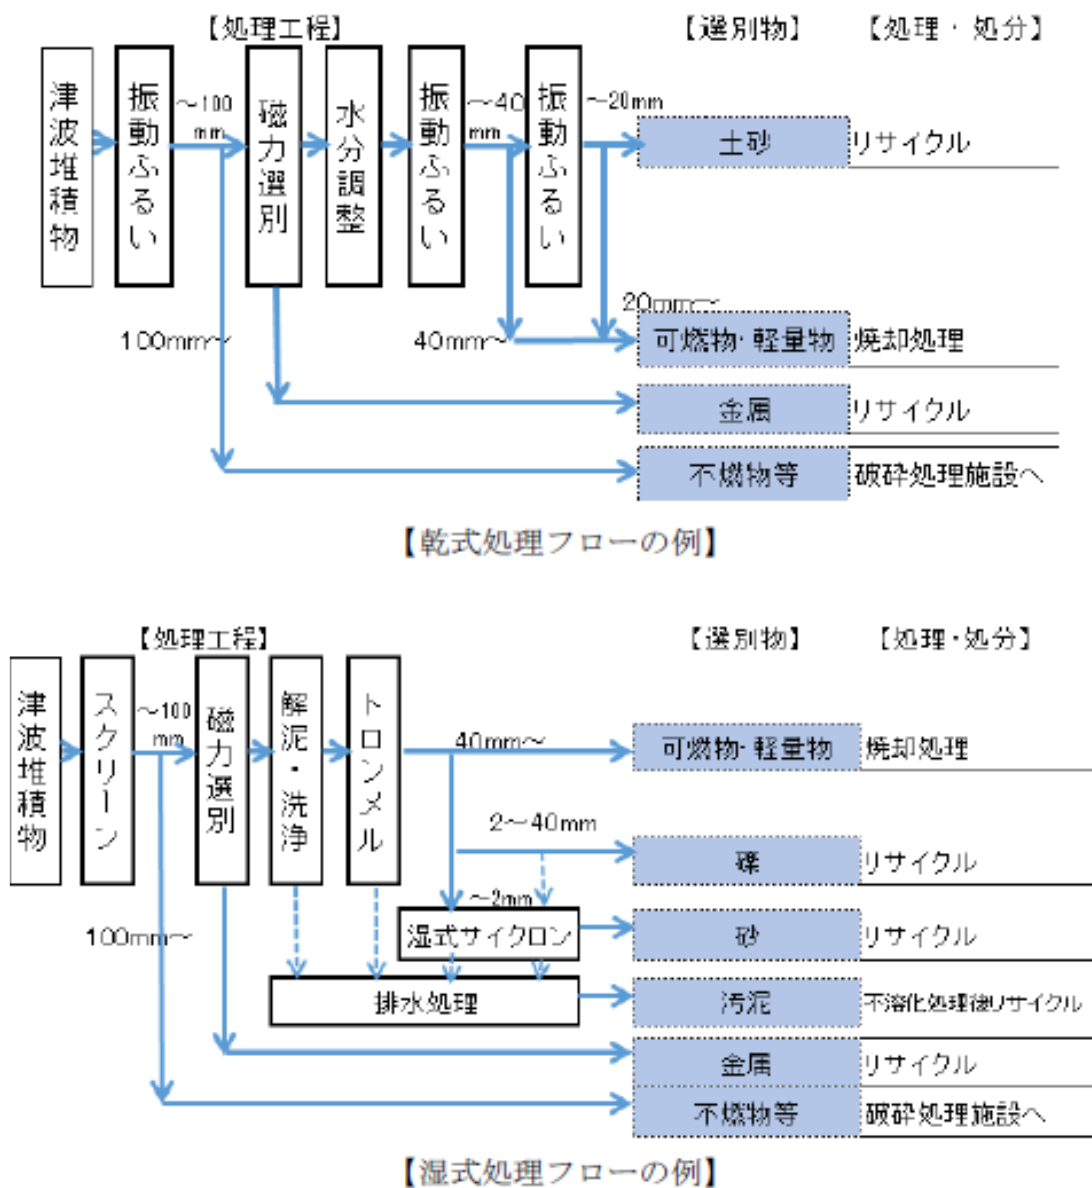 【処理工程】 【選別物】 【処理・処分】
津波堆積物
振動ふるい
～100mm
磁力選別
水分調整
振動ふるい
～40mm
振動ふるい
～20mm
土砂 リサイクル
100mm～
40mm～
20mm～
可燃物・軽量物 焼却処理
金属 リサイクル
不燃物等 破砕処理施設へ
【乾式処理フローの例】
【処理工程】 【選別物】 【処理・処分】
津波堆積物
スクリーン
～100mm
磁力選別
解泥・洗浄
トロンメル
40mm～
可燃物・軽量物 焼却処理
2～40mm
礫 リサイクル
～2mm
湿式サイクロン
砂 リサイクル
100mm～
排水処理
汚泥 不溶化処理後リサイクル
金属 リサイクル
不燃物等 破砕処理施設へ
【湿式処理フローの例】